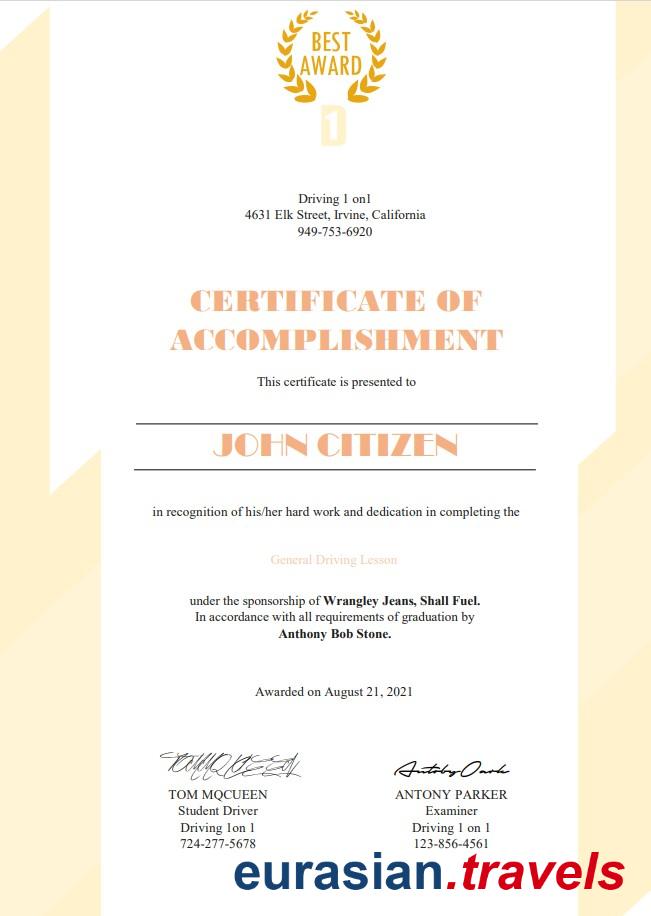 BEST
AWARD
D1
Driving 1 on1
4631 Elk Street, Irvine, California
949-753-6920
CERTIFICATE OF
ACCOMPLISHMENT
This certificate is presented to
JOHN CITIZEN
in recognition of his/her hard work and dedication in completing the
General Driving Lesson
under the sponsorship of Wrangley Jeans, Shall Fuel.
In accordance with all requirements of graduation by
Anthony Bob Stone.
Awarded on August 21, 2021
TOM MQCUEEN
Student Driver
Driving 1on 1
724-277-5678
ANTONY PARKER
Examiner
Driving 1 on 1
123-856-4561
eurasian.travels